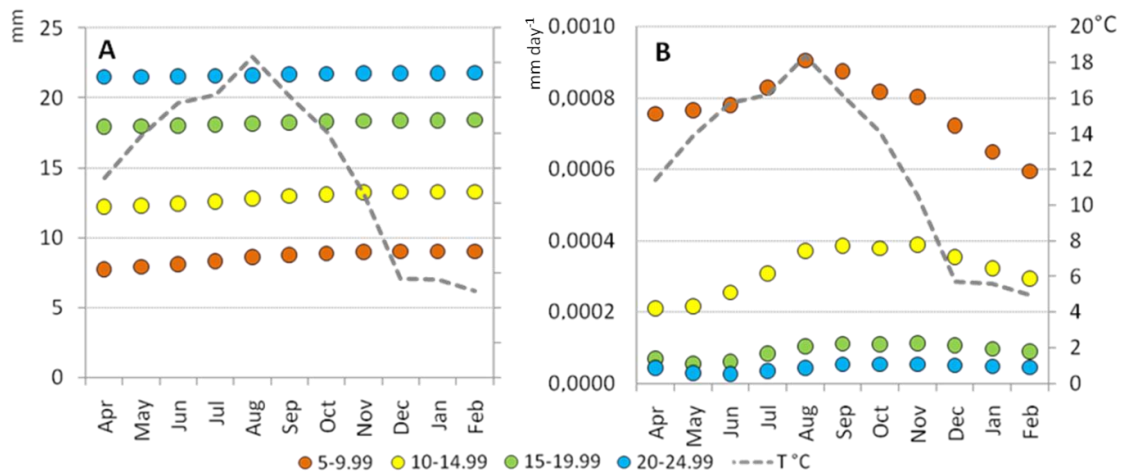 mm
25
20
15
10
5
0
A
Apr May Jun Jul Aug Sep Oct Nov Dec Jan Feb
mm day-1
0,0010
0,0008
0,0006
0,0004
0,0002
0,0000
B
20°C
18
16
14
12
10
8
6
4
2
0
Apr May Jun Jul Aug Sep Oct Nov Dec Jan Feb
5-9.99 10-14.99 15-19.99 20-24.99 T °C